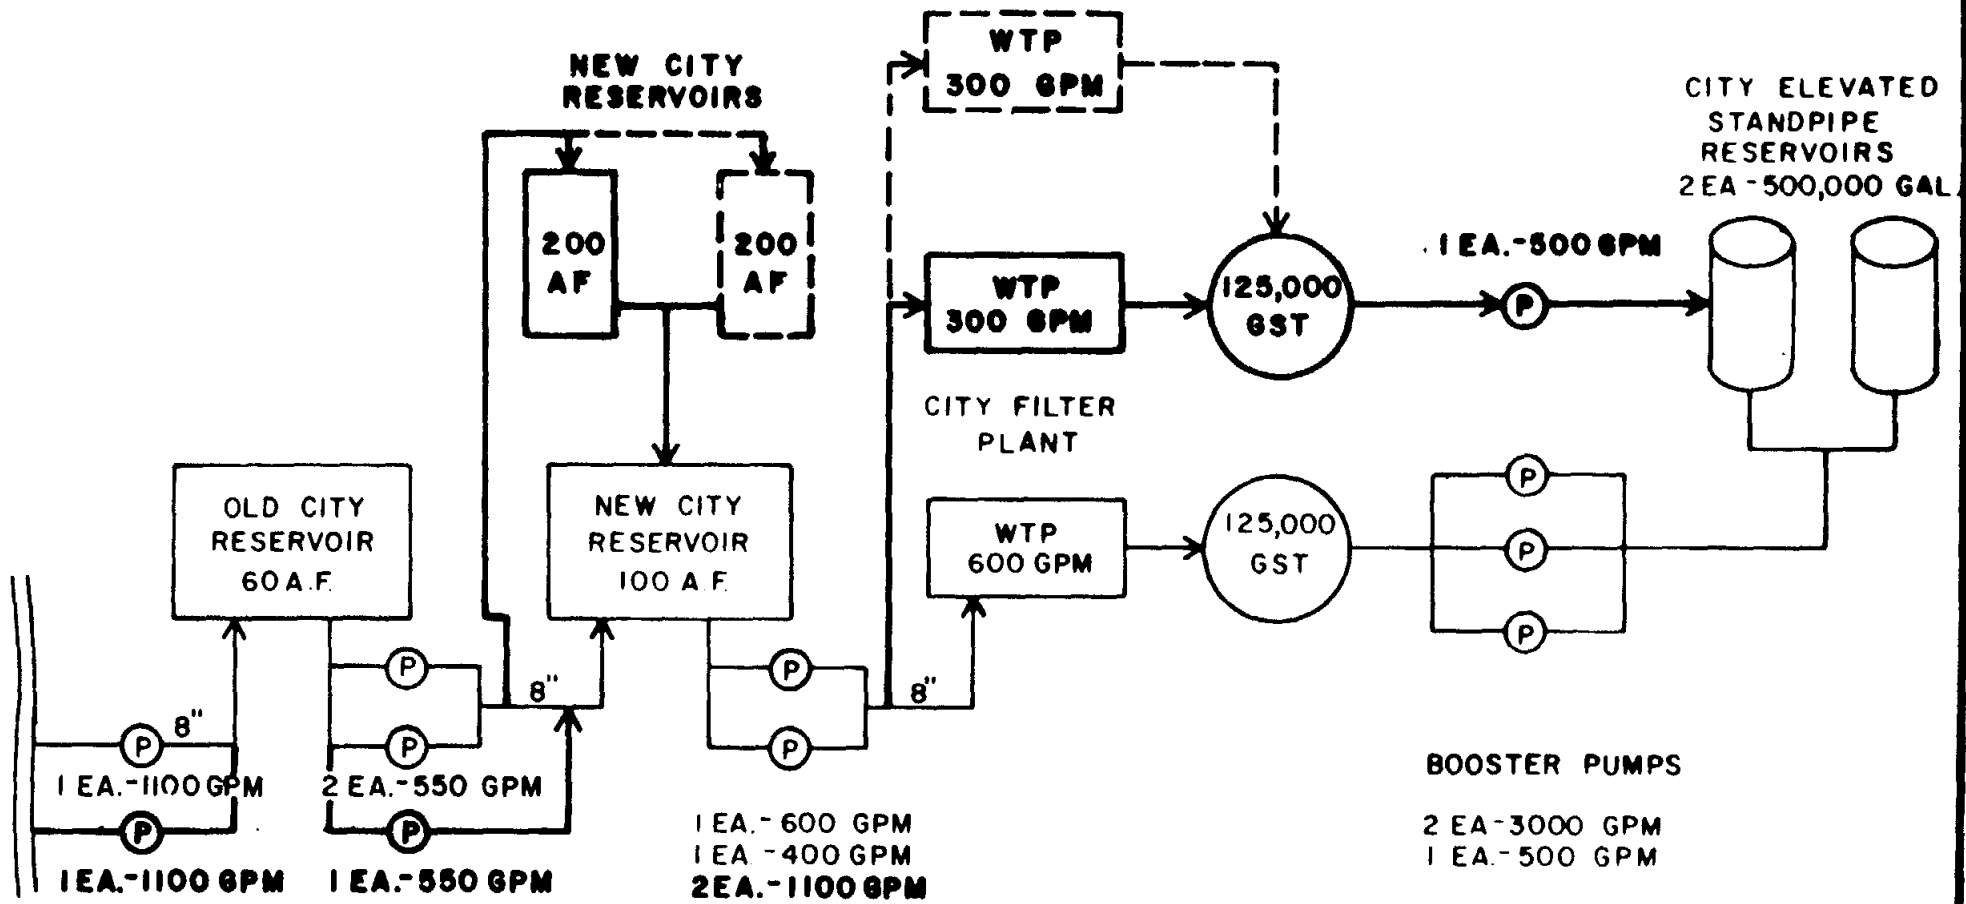 NEW CITY
RESERVOIRS
200
AF
200
AF
WTP
300 GPM
WTP
300 GPM
125,000
GST
1 EA.-500 GPM
P
CITY ELEVATED
STANDPIPE
RESERVOIRS
2 EA-500,000 GAL.
CITY FILTER
PLANT
OLD CITY
RESERVOIR
60 A.F.
NEW CITY
RESERVOIR
100 A.F.
WTP
600 GPM
125,000
GST
P
P
P
P
8"
1 EA.-1100 GPM
P
1 EA.-1100 GPM
P
P
8"
2 EA.-550 GPM
P
1 EA.-550 GPM
P
P
8"
1 EA.-600 GPM
1 EA-400 GPM
2 EA.-1100 GPM
BOOSTER PUMPS
2 EA-3000 GPM
1 EA.-500 GPM